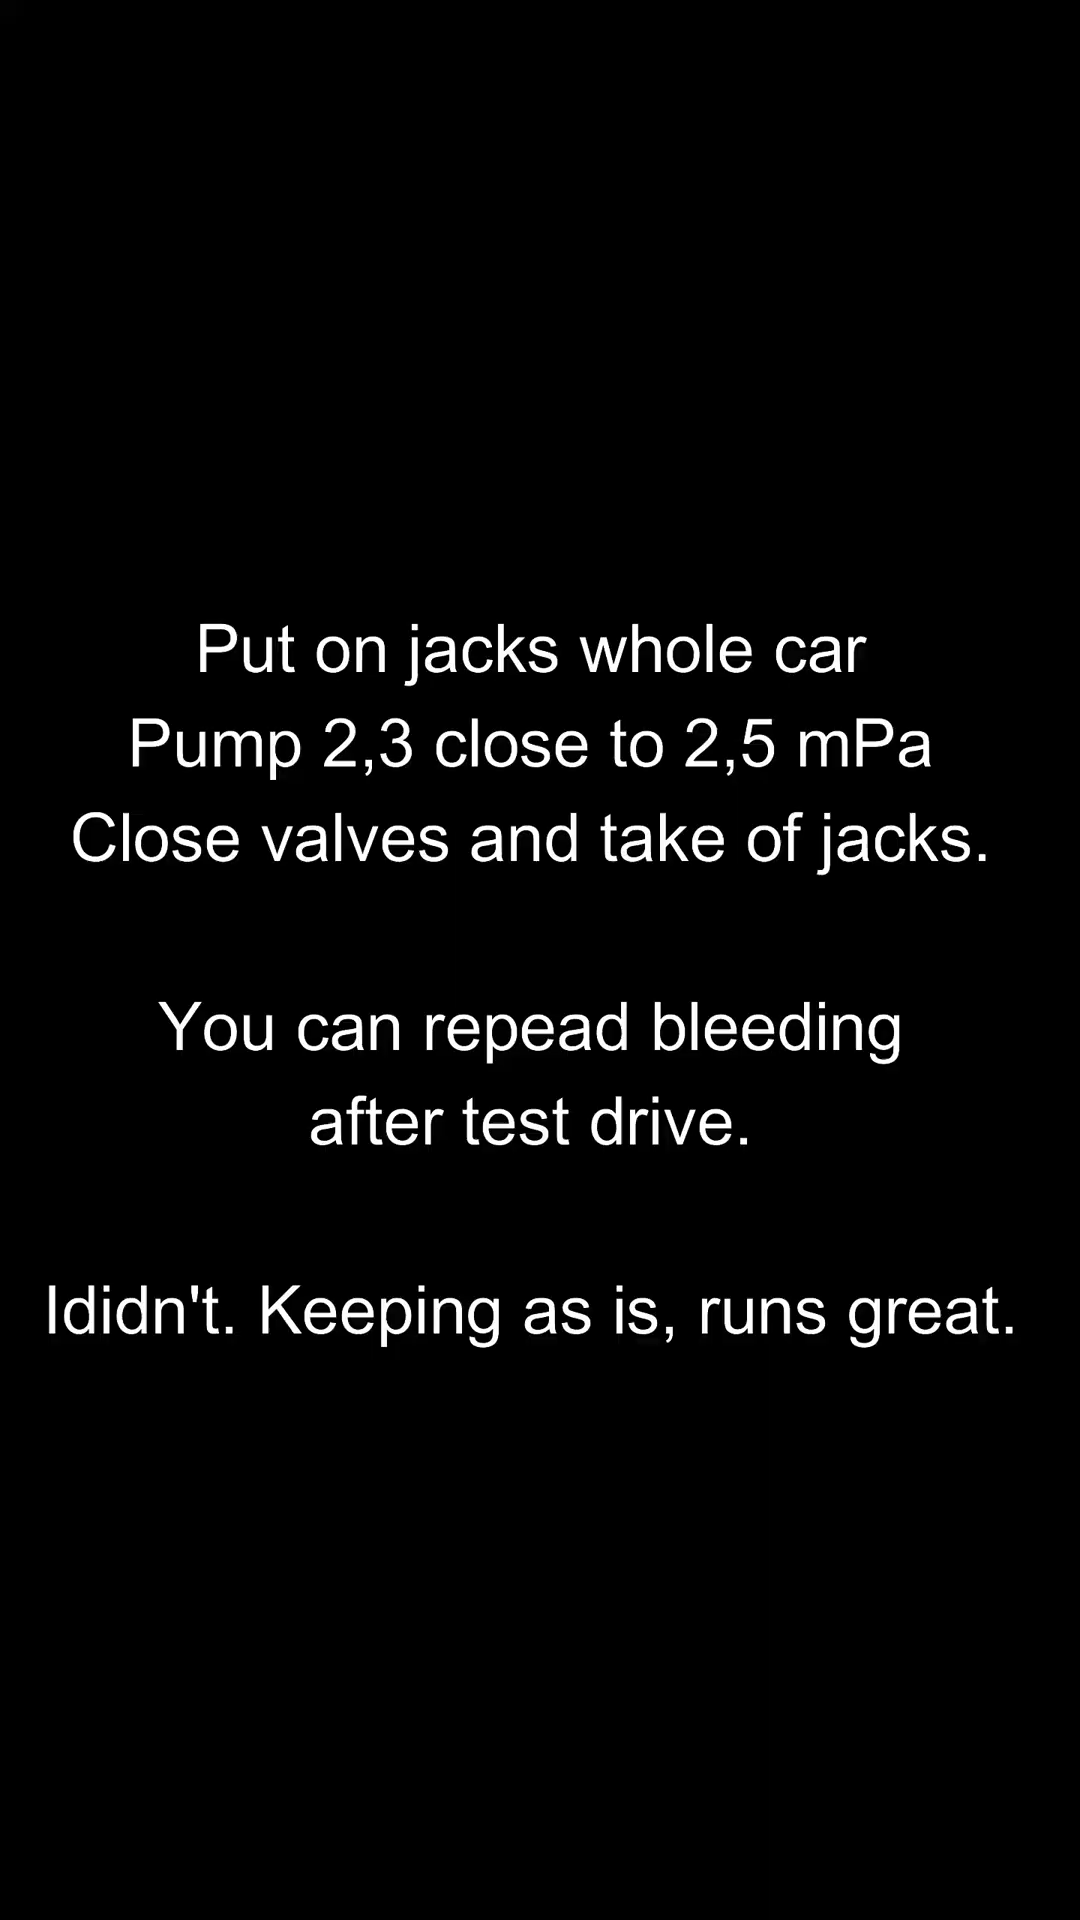 Put on jacks whole car
Pump 2,3 close to 2,5 mPa
Close valves and take of jacks.
You can repead bleeding
after test drive.
Ididn't. Keeping as is, runs great.